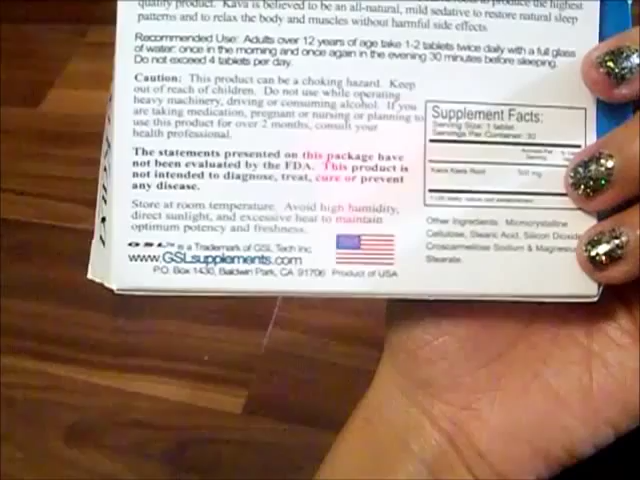 quality product. Kava is believed to be an all-natural, mild sedative to restore natural sleep
patterns and to relax the body and muscles without harmful side effects
Recommended Use: Adults over 12 years of age take 1-2 tablets twice daily with a full glass
of water: once in the morning and once again in the evening 30 minutes before sleeping.
Do not exceed 4 tablets per day.
Caution: This product can be a choking hazard. Keep
out of reach of children. Do not use while operating
heavy machinery, driving or consuming alcohol. If you
are taking medication, pregnant or nursing or planning to
use this product for over 2 months, consult your
health professional.
The statements presented on this package have
not been evaluated by the FDA. This product is
not intended to diagnose, treat, cure or prevent
any disease.
Store at room temperature. Avoid high humidity,
direct sunlight, and excessive heat to maintain
optimum potency and freshness.
GSL™ is a Trademark of GSL Tech Inc
www.GSLsupplements.com
P.O. Box 1430, Baldwin Park, CA 91706 Product of USA
Supplement Facts:
Serving Size: 1 tablet
Servings Per Container: 30
Amount Per
Serving
Kava Kava Root 500 mg
Other Ingredients: Microcrystalline
Cellulose, Stearic Acid, Silicon Dioxide
Croscarmellose Sodium & Magnesium
Stearate.